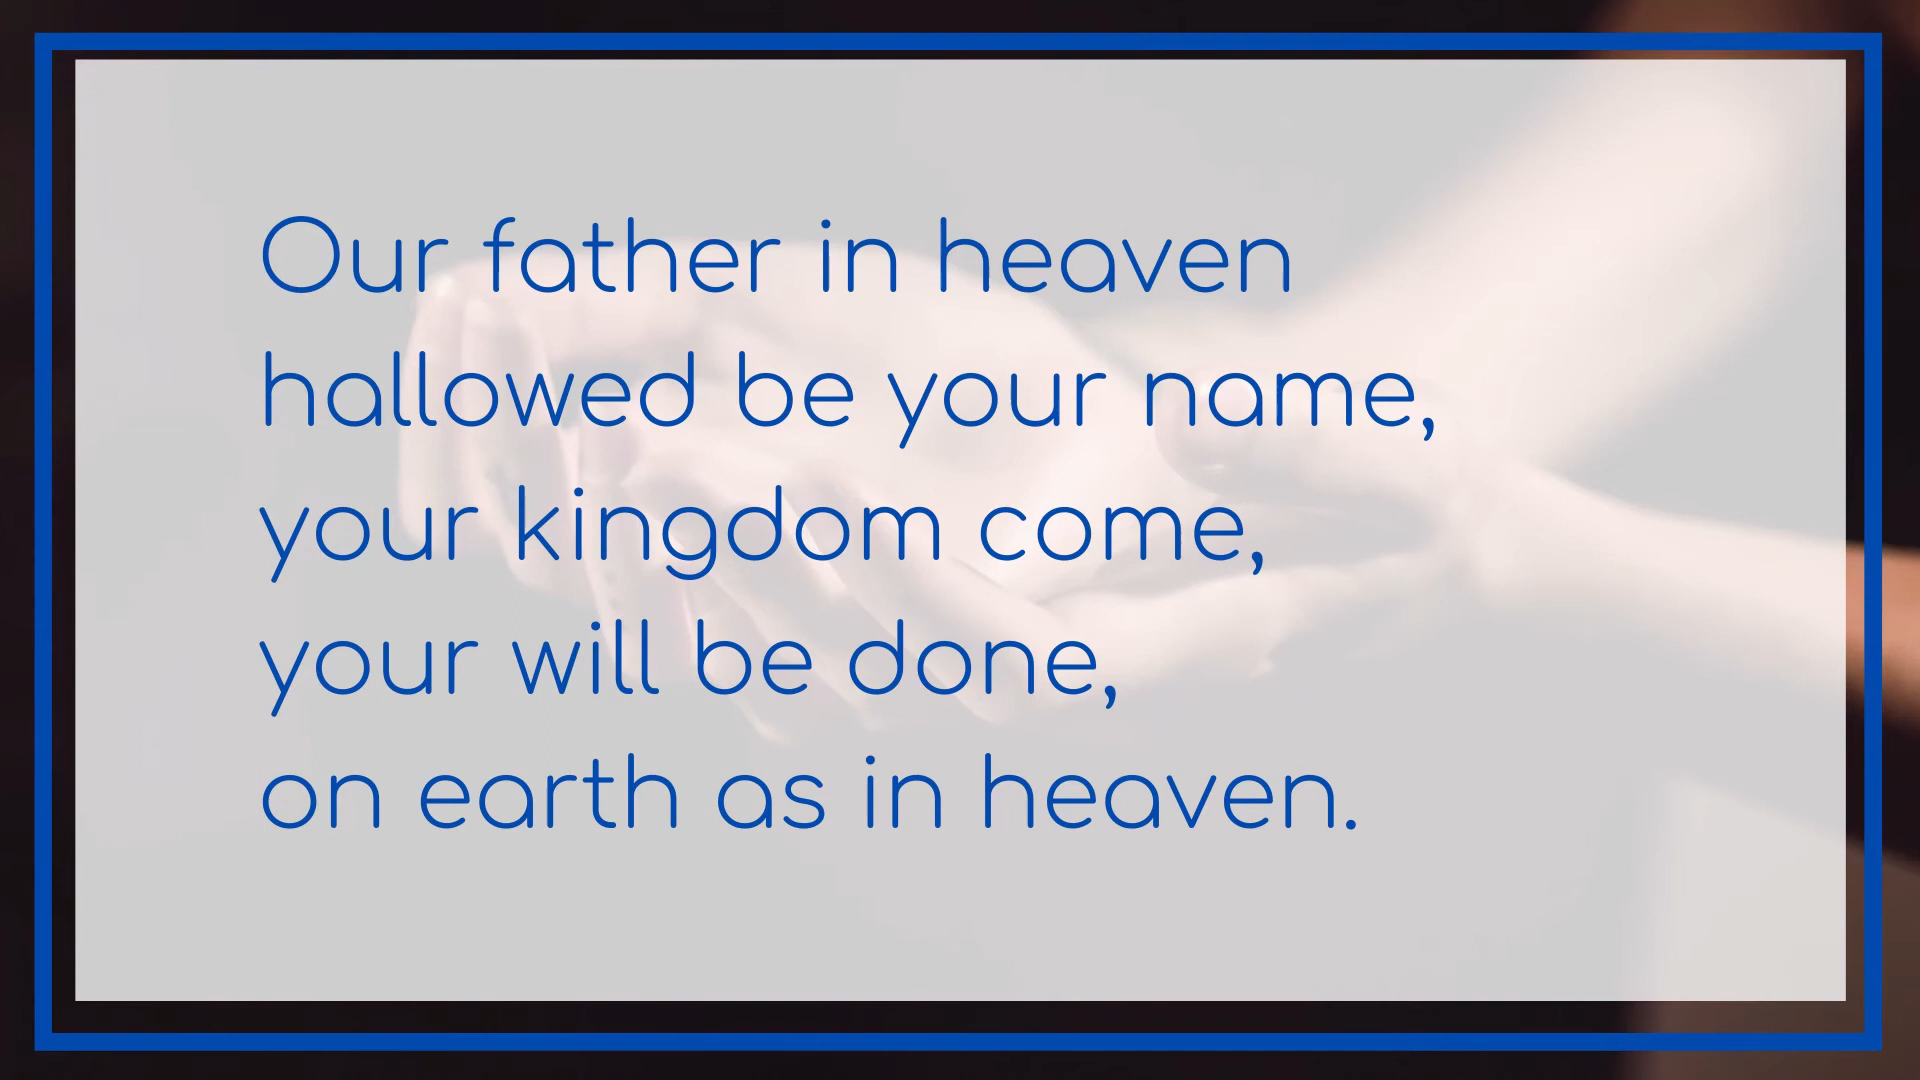 Our father in heaven
hallowed be your name,
your kingdom come,
your will be done,
on earth as in heaven.